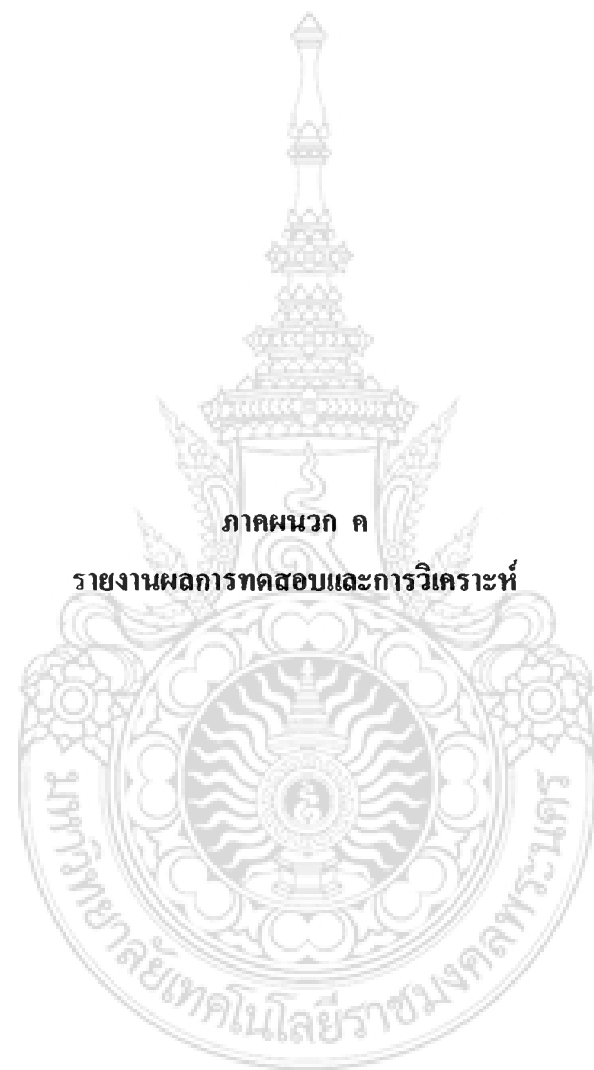 ภาคผนวก ค
รายงานผลการทดสอบและการวิเคราะห์
มหาวิทยาลัยเทคโนโลยีราชมงคลพระนคร